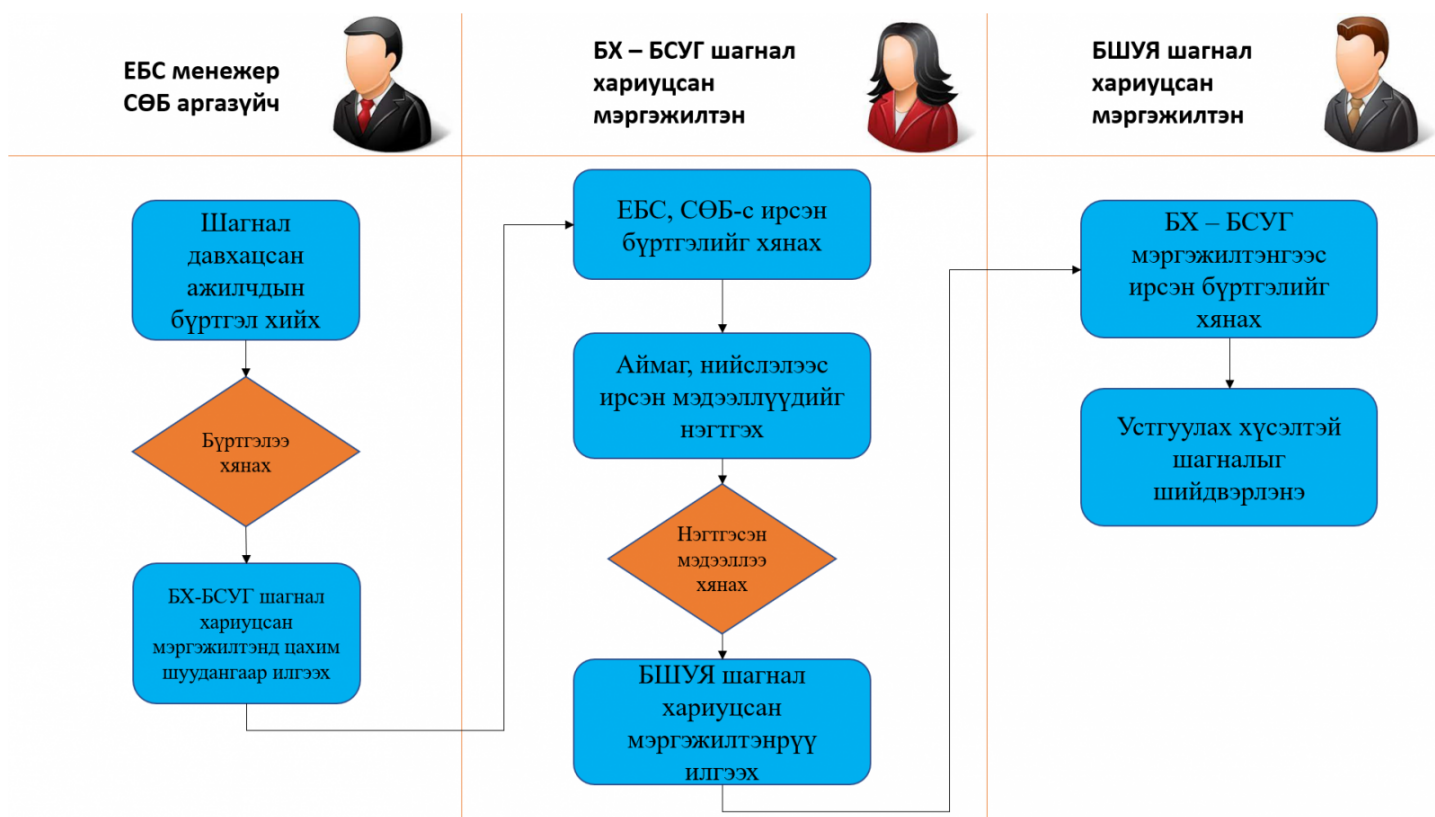 ЕБС менежер
СӨБ аргазүйч
БХ – БСУГ шагнал
хариуцсан
мэргэжилтэн
БШУЯ шагнал
хариуцсан
мэргэжилтэн
Шагнал
давхацсан
ажилчдын
бүртгэл хийх
Бүртгэлээ
хянах
БХ-БСУГ шагнал
хариуцсан
мэргэжилтэнд цахим
шуудангаар илгээх
ЕБС, СӨБ-с ирсэн
бүртгэлийг хянах
Аймаг, нийслэлээс
ирсэн мэдээллүүдийг
нэгтгэх
Нэгтгэсэн
мэдээллээ
хянах
БШУЯ шагнал
хариуцсан
мэргэжилтэнрүү
илгээх
БХ – БСУГ
мэргэжилтэнгээс
ирсэн бүртгэлийг
хянах
Устгуулах хүсэлтэй
шагналыг
шийдвэрлэнэ